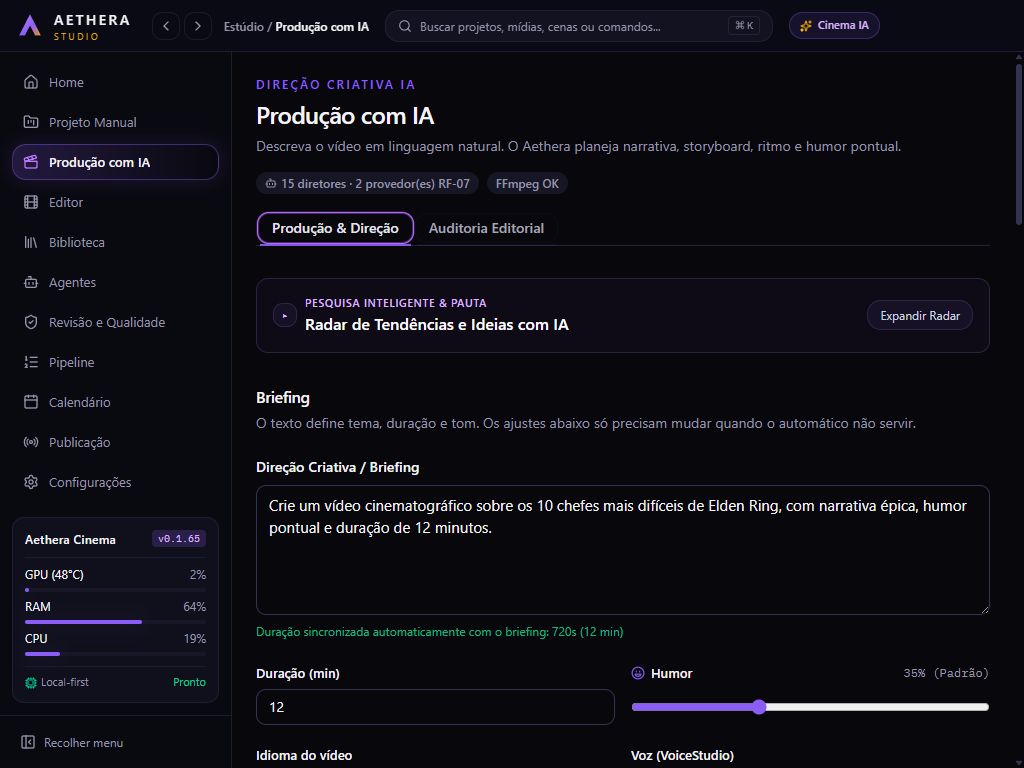 AETHERA
STUDIO
Estúdio / Produção com IA
Buscar projetos, mídias, cenas ou comandos...
⌘ K
Cinema IA
Home
Projeto Manual
Produção com IA
Editor
Biblioteca
Agentes
Revisão e Qualidade
Pipeline
Calendário
Publicação
Configurações
Aethera Cinema
v0.1.65
GPU (48°C)
2%
RAM
64%
CPU
19%
Local-first
Pronto
Recolher menu
DIREÇÃO CRIATIVA IA
Produção com IA
Descreva o vídeo em linguagem natural. O Aethera planeja narrativa, storyboard, ritmo e humor pontual.
15 diretores · 2 provedor(es) RF-07
FFmpeg OK
Produção & Direção
Auditoria Editorial
PESQUISA INTELIGENTE & PAUTA
Radar de Tendências e Ideias com IA
Expandir Radar
Briefing
O texto define tema, duração e tom. Os ajustes abaixo só precisam mudar quando o automático não servir.
Direção Criativa / Briefing
Crie um vídeo cinematográfico sobre os 10 chefes mais difíceis de Elden Ring, com narrativa épica, humor
pontual e duração de 12 minutos.
Duração sincronizada automaticamente com o briefing: 720s (12 min)
Duração (min)
12
Humor
35% (Padrão)
Idioma do vídeo
Voz (VoiceStudio)